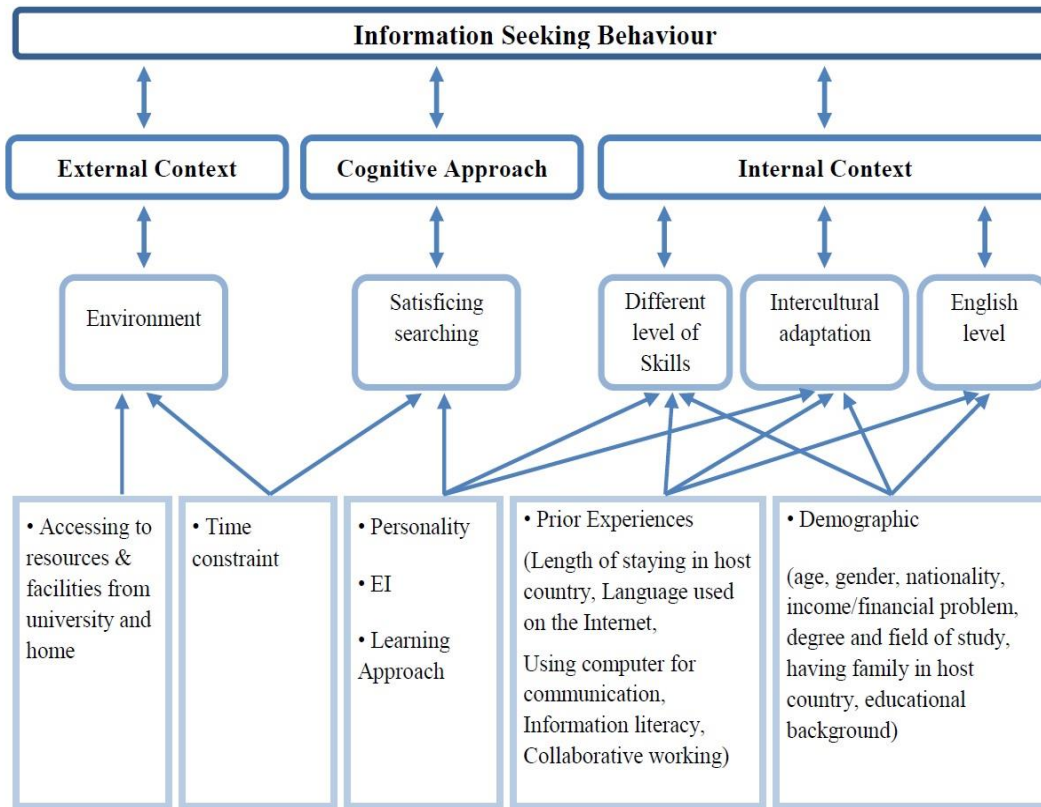 Information Seeking Behaviour
External Context
Cognitive Approach
Internal Context
Environment
Satisficing
searching
Different
level of
Skills
Intercultural
adaptation
English
level
• Accessing to
resources &
facilities from
university and
home
• Time
constraint
• Personality
• EI
• Learning
Approach
• Prior Experiences
(Length of staying in host
country, Language used
on the Internet,
Using computer for
communication,
Information literacy,
Collaborative working)
• Demographic
(age, gender, nationality,
income/financial problem,
degree and field of study,
having family in host
country, educational
background)